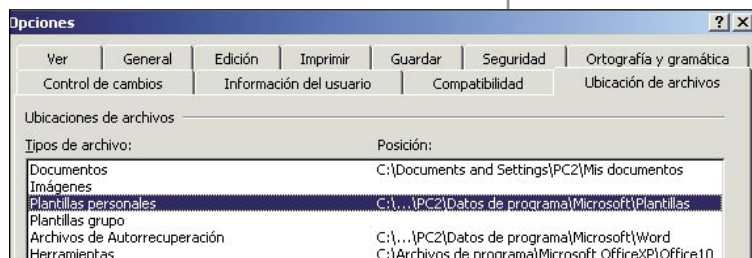 Opciones
Ver General Edición Imprimir Guardar Seguridad Ortografía y gramática
Control de cambios Información del usuario Compatibilidad Ubicación de archivos
Ubicaciones de archivos
Tipos de archivo: Posición:
Documentos C:\Documents and Settings\PC2\Mis documentos
Imágenes
Plantillas personales C:\...\PC2\Datos de programa\Microsoft\Plantillas
Plantillas grupo
Archivos de Autorrecuperación C:\...\PC2\Datos de programa\Microsoft\Word
Herramientas C:\Archivos de programa\Microsoft OfficeXP\Office10